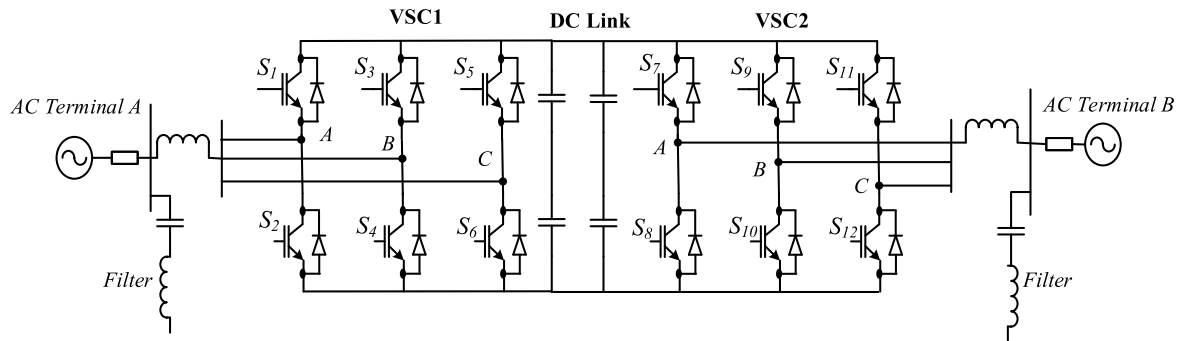 VSC1
DC Link
VSC2
S1
S3
S5
S7
S9
S11
AC Terminal A
AC Terminal B
A
B
C
A
B
C
S2
S4
S6
S8
S10
S12
Filter
Filter